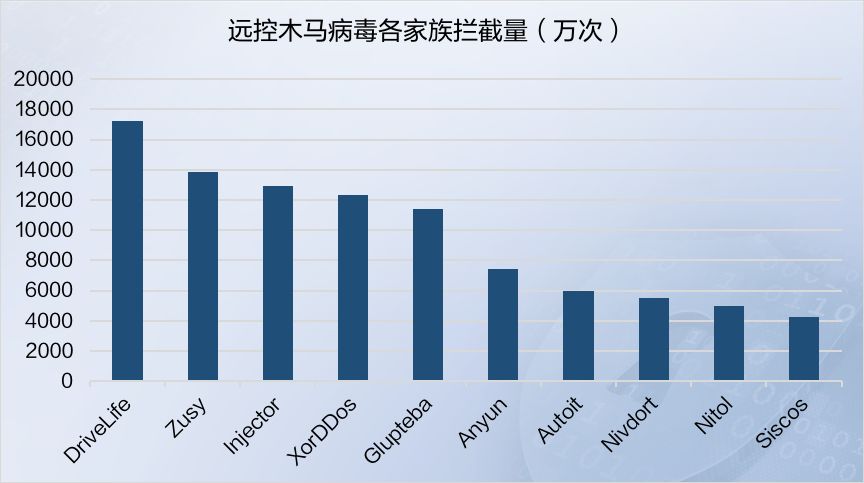 远控木马病毒各家族拦截量（万次）
20000
18000
16000
14000
12000
10000
8000
6000
4000
2000
0
DriveLife
Zusy
Injector
XorDDos
Glupteba
Anyun
Autoit
Nivdort
Nitol
Siscos